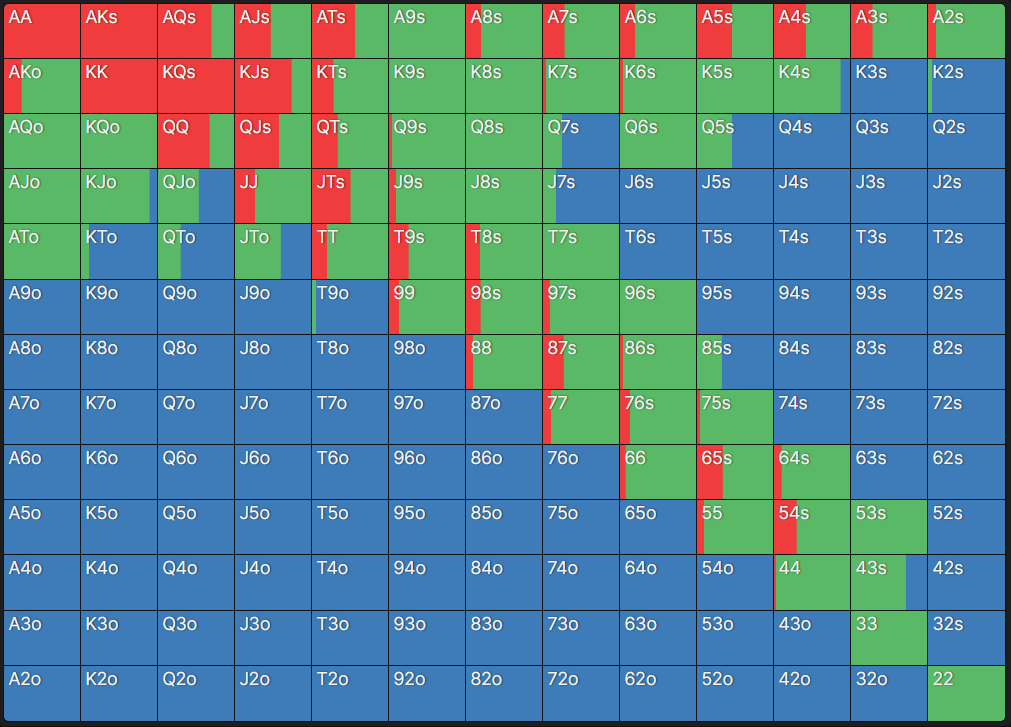 AA AKs AQs AJs ATs A9s A8s A7s A6s A5s A4s A3s A2s
AKo KK KQs KJs KTs K9s K8s K7s K6s K5s K4s K3s K2s
AQo KQo QQ QJs QTs Q9s Q8s Q7s Q6s Q5s Q4s Q3s Q2s
AJo KJo QJo JJ JTs J9s J8s J7s J6s J5s J4s J3s J2s
ATo KTo QTo JTo TT T9s T8s T7s T6s T5s T4s T3s T2s
A9o K9o Q9o J9o T9o 99 98s 97s 96s 95s 94s 93s 92s
A8o K8o Q8o J8o T8o 98o 88 87s 86s 85s 84s 83s 82s
A7o K7o Q7o J7o T7o 97o 87o 77 76s 75s 74s 73s 72s
A6o K6o Q6o J6o T6o 96o 86o 76o 66 65s 64s 63s 62s
A5o K5o Q5o J5o T5o 95o 85o 75o 65o 55 54s 53s 52s
A4o K4o Q4o J4o T4o 94o 84o 74o 64o 54o 44 43s 42s
A3o K3o Q3o J3o T3o 93o 83o 73o 63o 53o 43o 33 32s
A2o K2o Q2o J2o T2o 92o 82o 72o 62o 52o 42o 32o 22